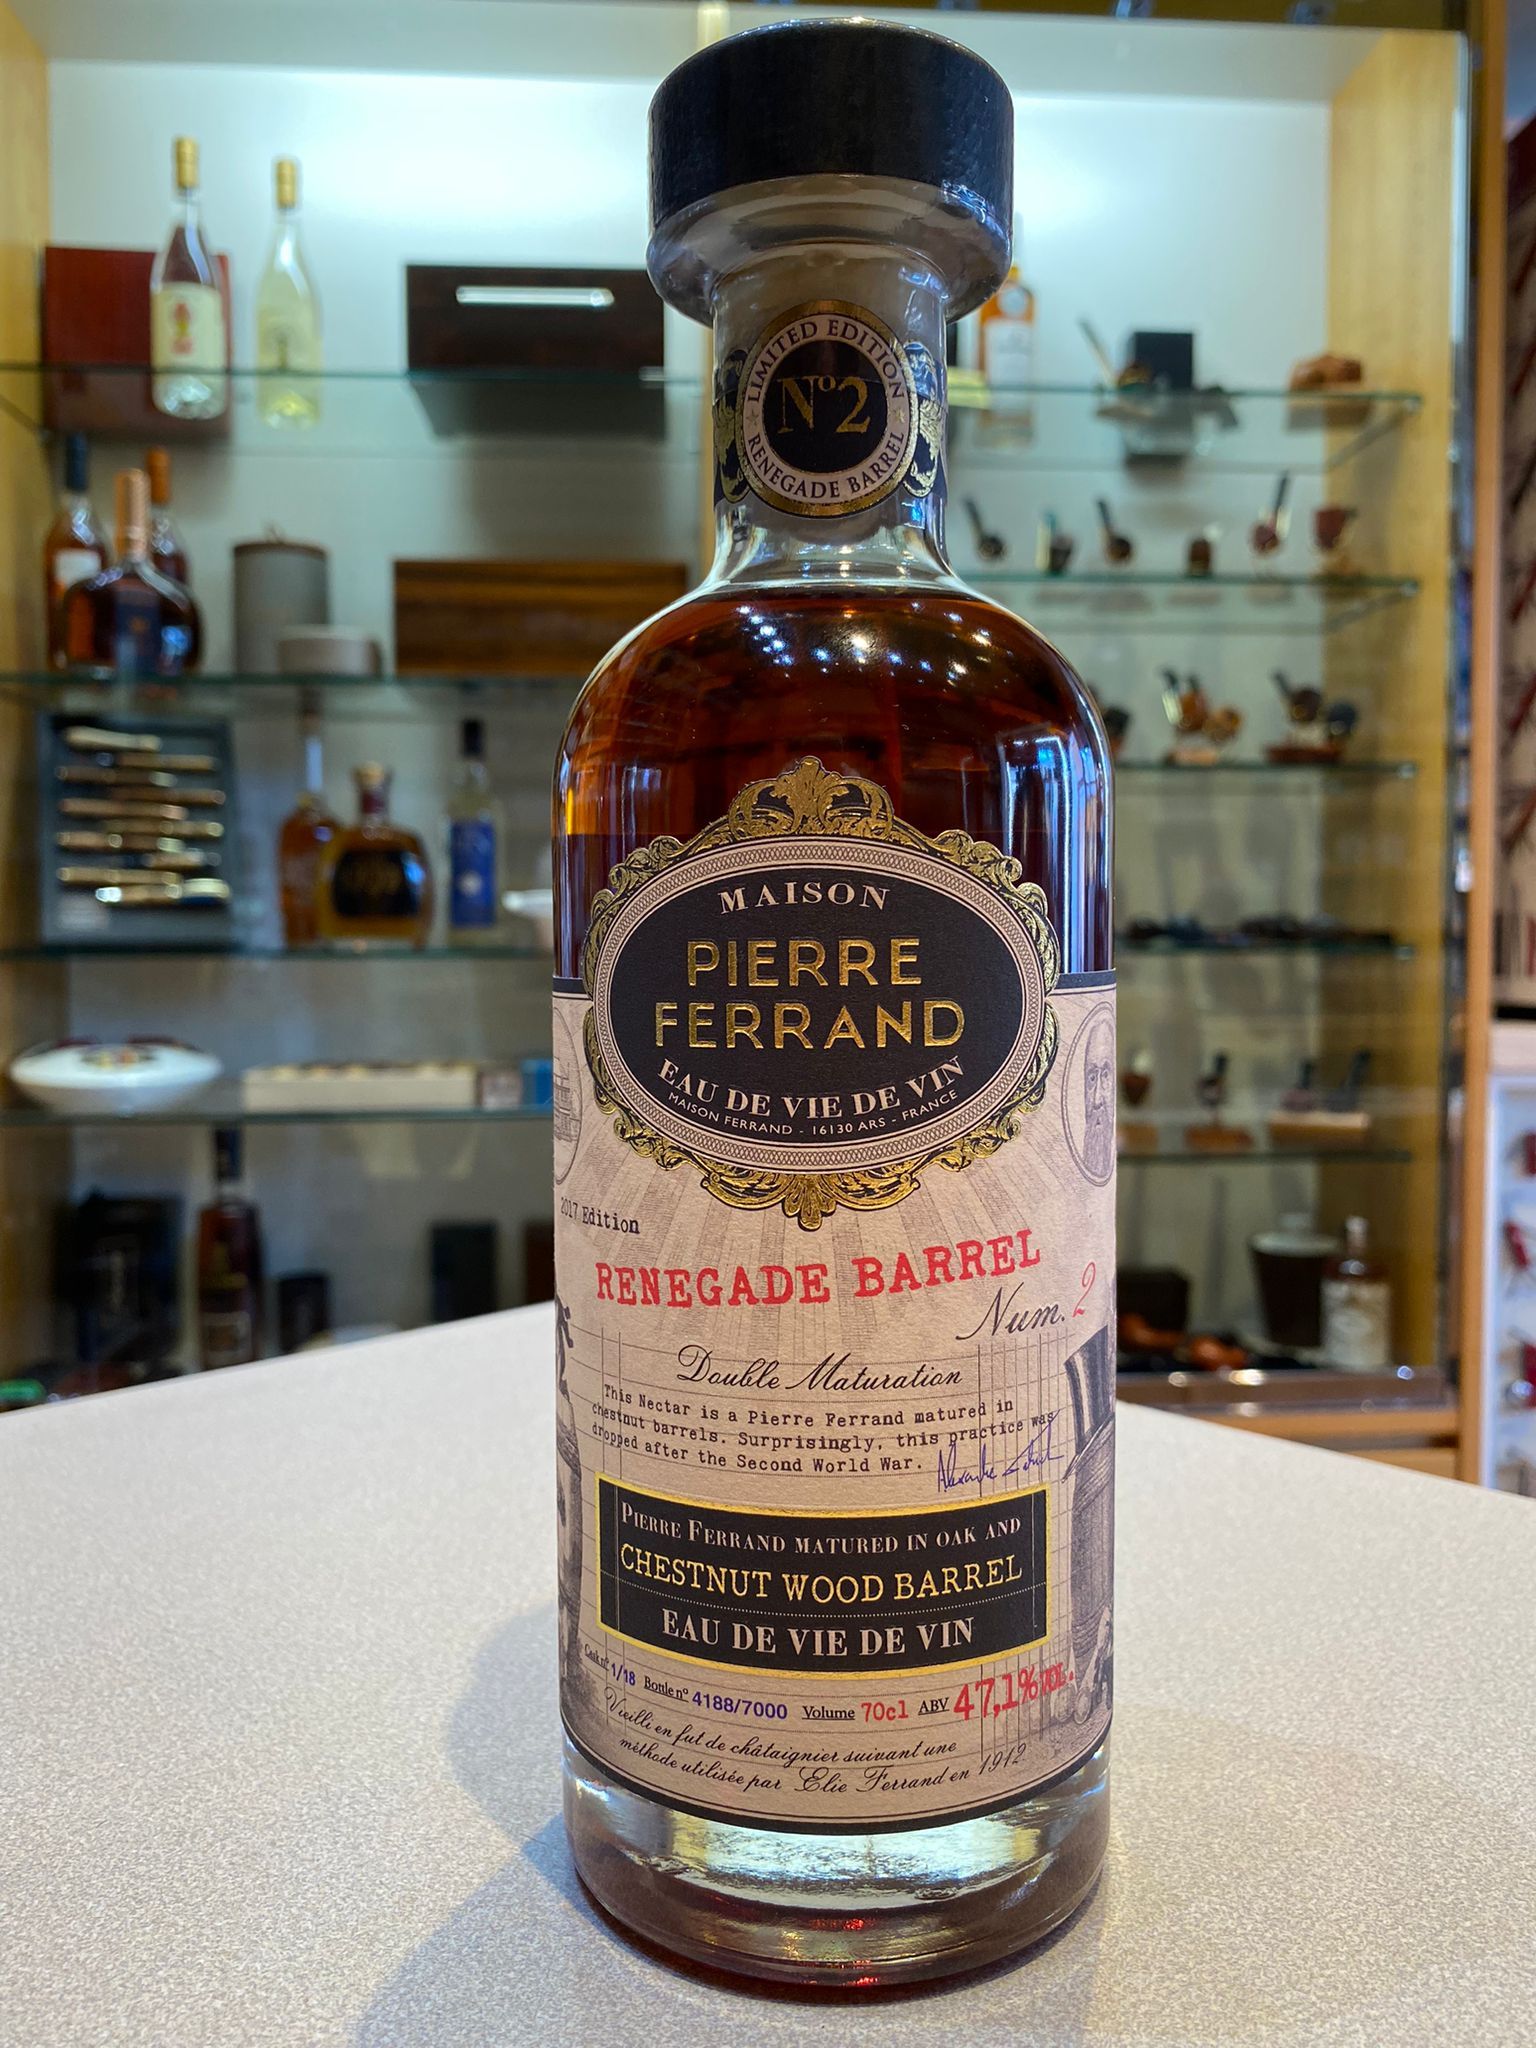 LIMITED EDITION
Nº2
RENEGADE BARREL
MAISON
PIERRE
FERRAND
EAU DE VIE DE VIN
MAISON FERRAND - 16130 ARS - FRANCE
2017 Edition
RENEGADE BARREL
Num. 2
Double Maturation
This Nectar is a Pierre Ferrand matured in
chestnut barrels. Surprisingly, this practice was
dropped after the Second World War.
PIERRE FERRAND MATURED IN OAK AND
CHESTNUT WOOD BARREL
EAU DE VIE DE VIN
Cask nº 1/18 Bottle nº 4188/7000 Volume 70cl ABV 47,1% VOL.
Vieilli en fut de châtaignier suivant une
méthode utilisée par Elie Ferrand en 1912